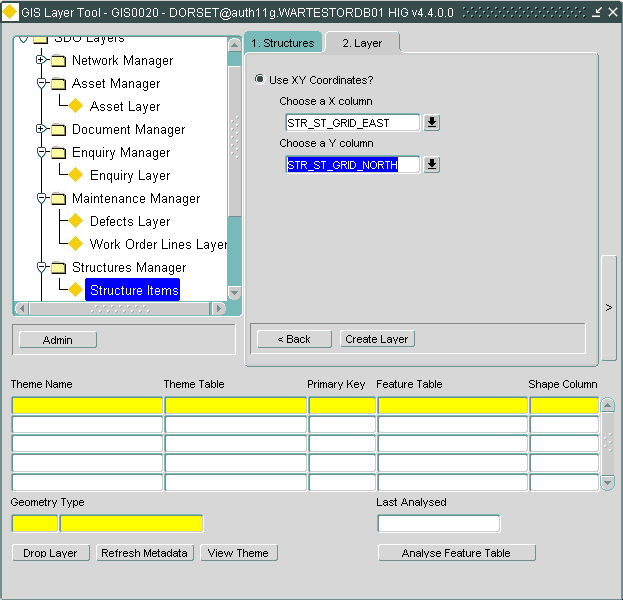 GIS Layer Tool - GIS0020 - DORSET@auth11g.WARTESTORDB01 HIG v4.4.0.0
SDO Layers
Network Manager
Asset Manager
Asset Layer
Document Manager
Enquiry Manager
Enquiry Layer
Maintenance Manager
Defects Layer
Work Order Lines Layer
Structures Manager
Structure Items
Admin
1. Structures
2. Layer
Use XY Coordinates?
Choose a X column
STR_ST_GRID_EAST
Choose a Y column
STR_ST_GRID_NORTH
< Back
Create Layer
>
Theme Name Theme Table Primary Key Feature Table Shape Column
Geometry Type Last Analysed
Drop Layer Refresh Metadata View Theme Analyse Feature Table